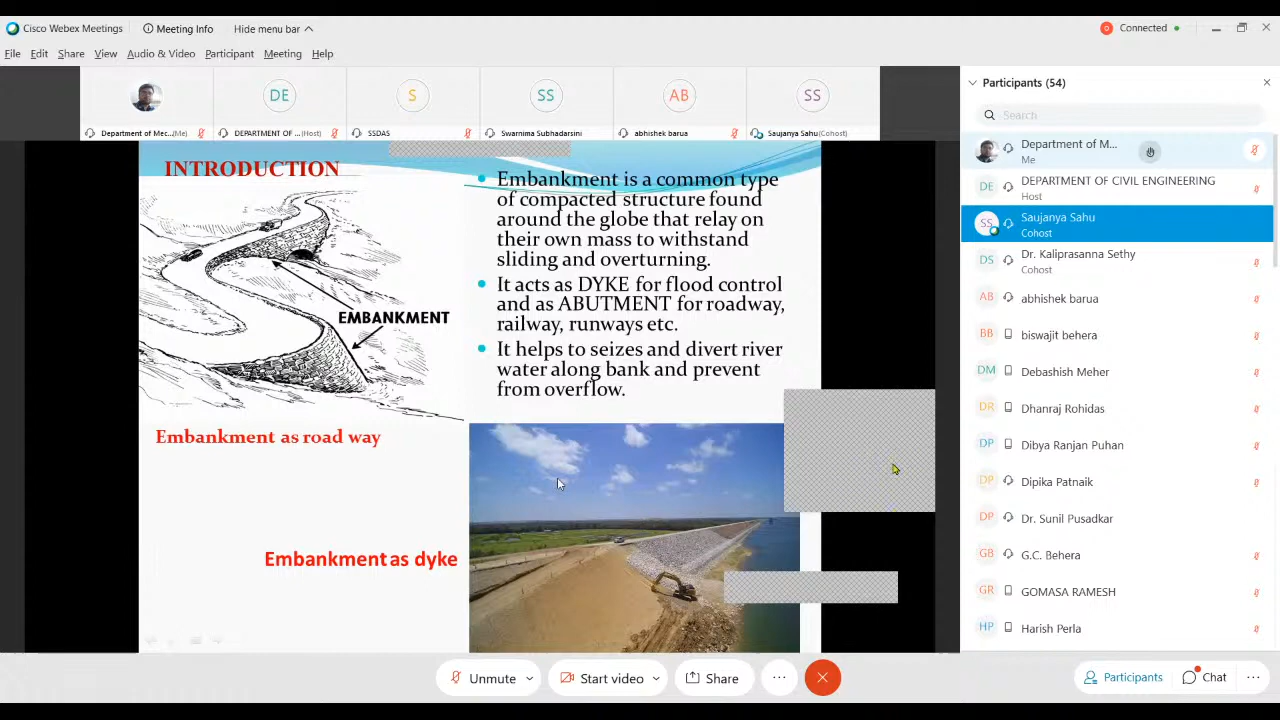 Cisco Webex Meetings
Meeting Info
Hide menu bar
Connected
File Edit Share View Audio & Video Participant Meeting Help
DE
S
SS
AB
SS
Department of Mec...(Me)
DEPARTMENT OF ...(Host)
SSDAS
Swarnima Subhadarsini
abhishek barua
Saujanya Sahu(Cohost)
INTRODUCTION
EMBANKMENT
Embankment as road way
Embankment is a common type
of compacted structure found
around the globe that relay on
their own mass to withstand
sliding and overturning.
It acts as DYKE for flood control
and as ABUTMENT for roadway,
railway, runways etc.
It helps to seizes and divert river
water along bank and prevent
from overflow.
Embankment as dyke
Participants (54)
Search
Department of M...
Me
DE
DEPARTMENT OF CIVIL ENGINEERING
Host
SS
Saujanya Sahu
Cohost
DS
Dr. Kaliprasanna Sethy
Cohost
AB
abhishek barua
BB
biswajit behera
DM
Debashish Meher
DR
Dhanraj Rohidas
DP
Dibya Ranjan Puhan
DP
Dipika Patnaik
DP
Dr. Sunil Pusadkar
GB
G.C. Behera
GR
GOMASA RAMESH
HP
Harish Perla
Unmute
Start video
Share
Participants
Chat